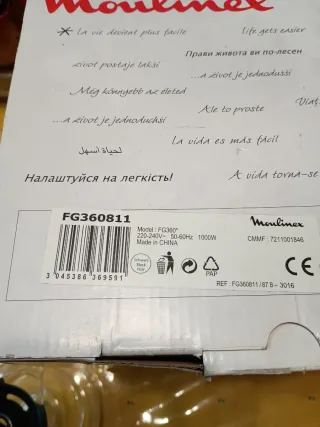 Moulinex
La vie devient plus facile
life gets easier
Прави живота ви по-лесен
život postaje lakši
...a život je jednodušší
Még könnyebb az életed
Ale to proste
...a život je jednoduchší
La vida es más fácil
لحياة أسهل
Налаштуйся на легкість!
A vida torna-se
FG360811
Model : FG360*
220-240V~ 50-60Hz 1000W
Made in CHINA
Moulinex
CMMF : 7211001846
3 045386 369591
PAP
CE
REF : FG360811/87 B - 3016